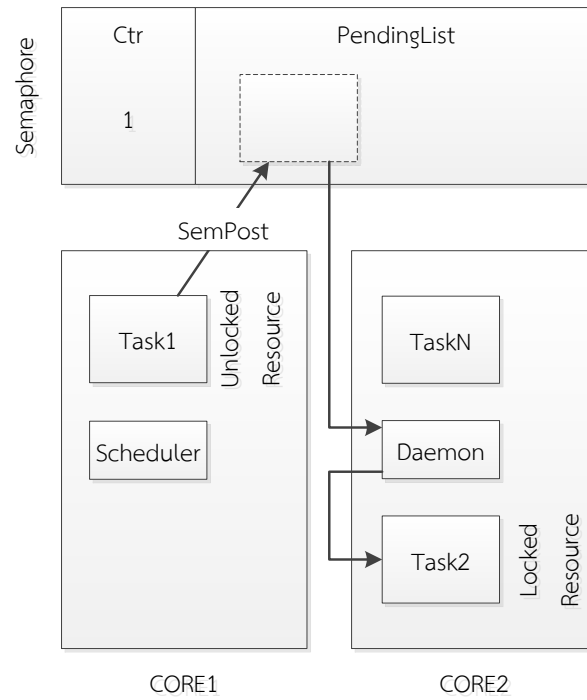 Semaphore
Ctr
PendingList
1
SemPost
Task1
Unlocked
Resource
Scheduler
TaskN
Daemon
Task2
Locked
Resource
CORE1
CORE2